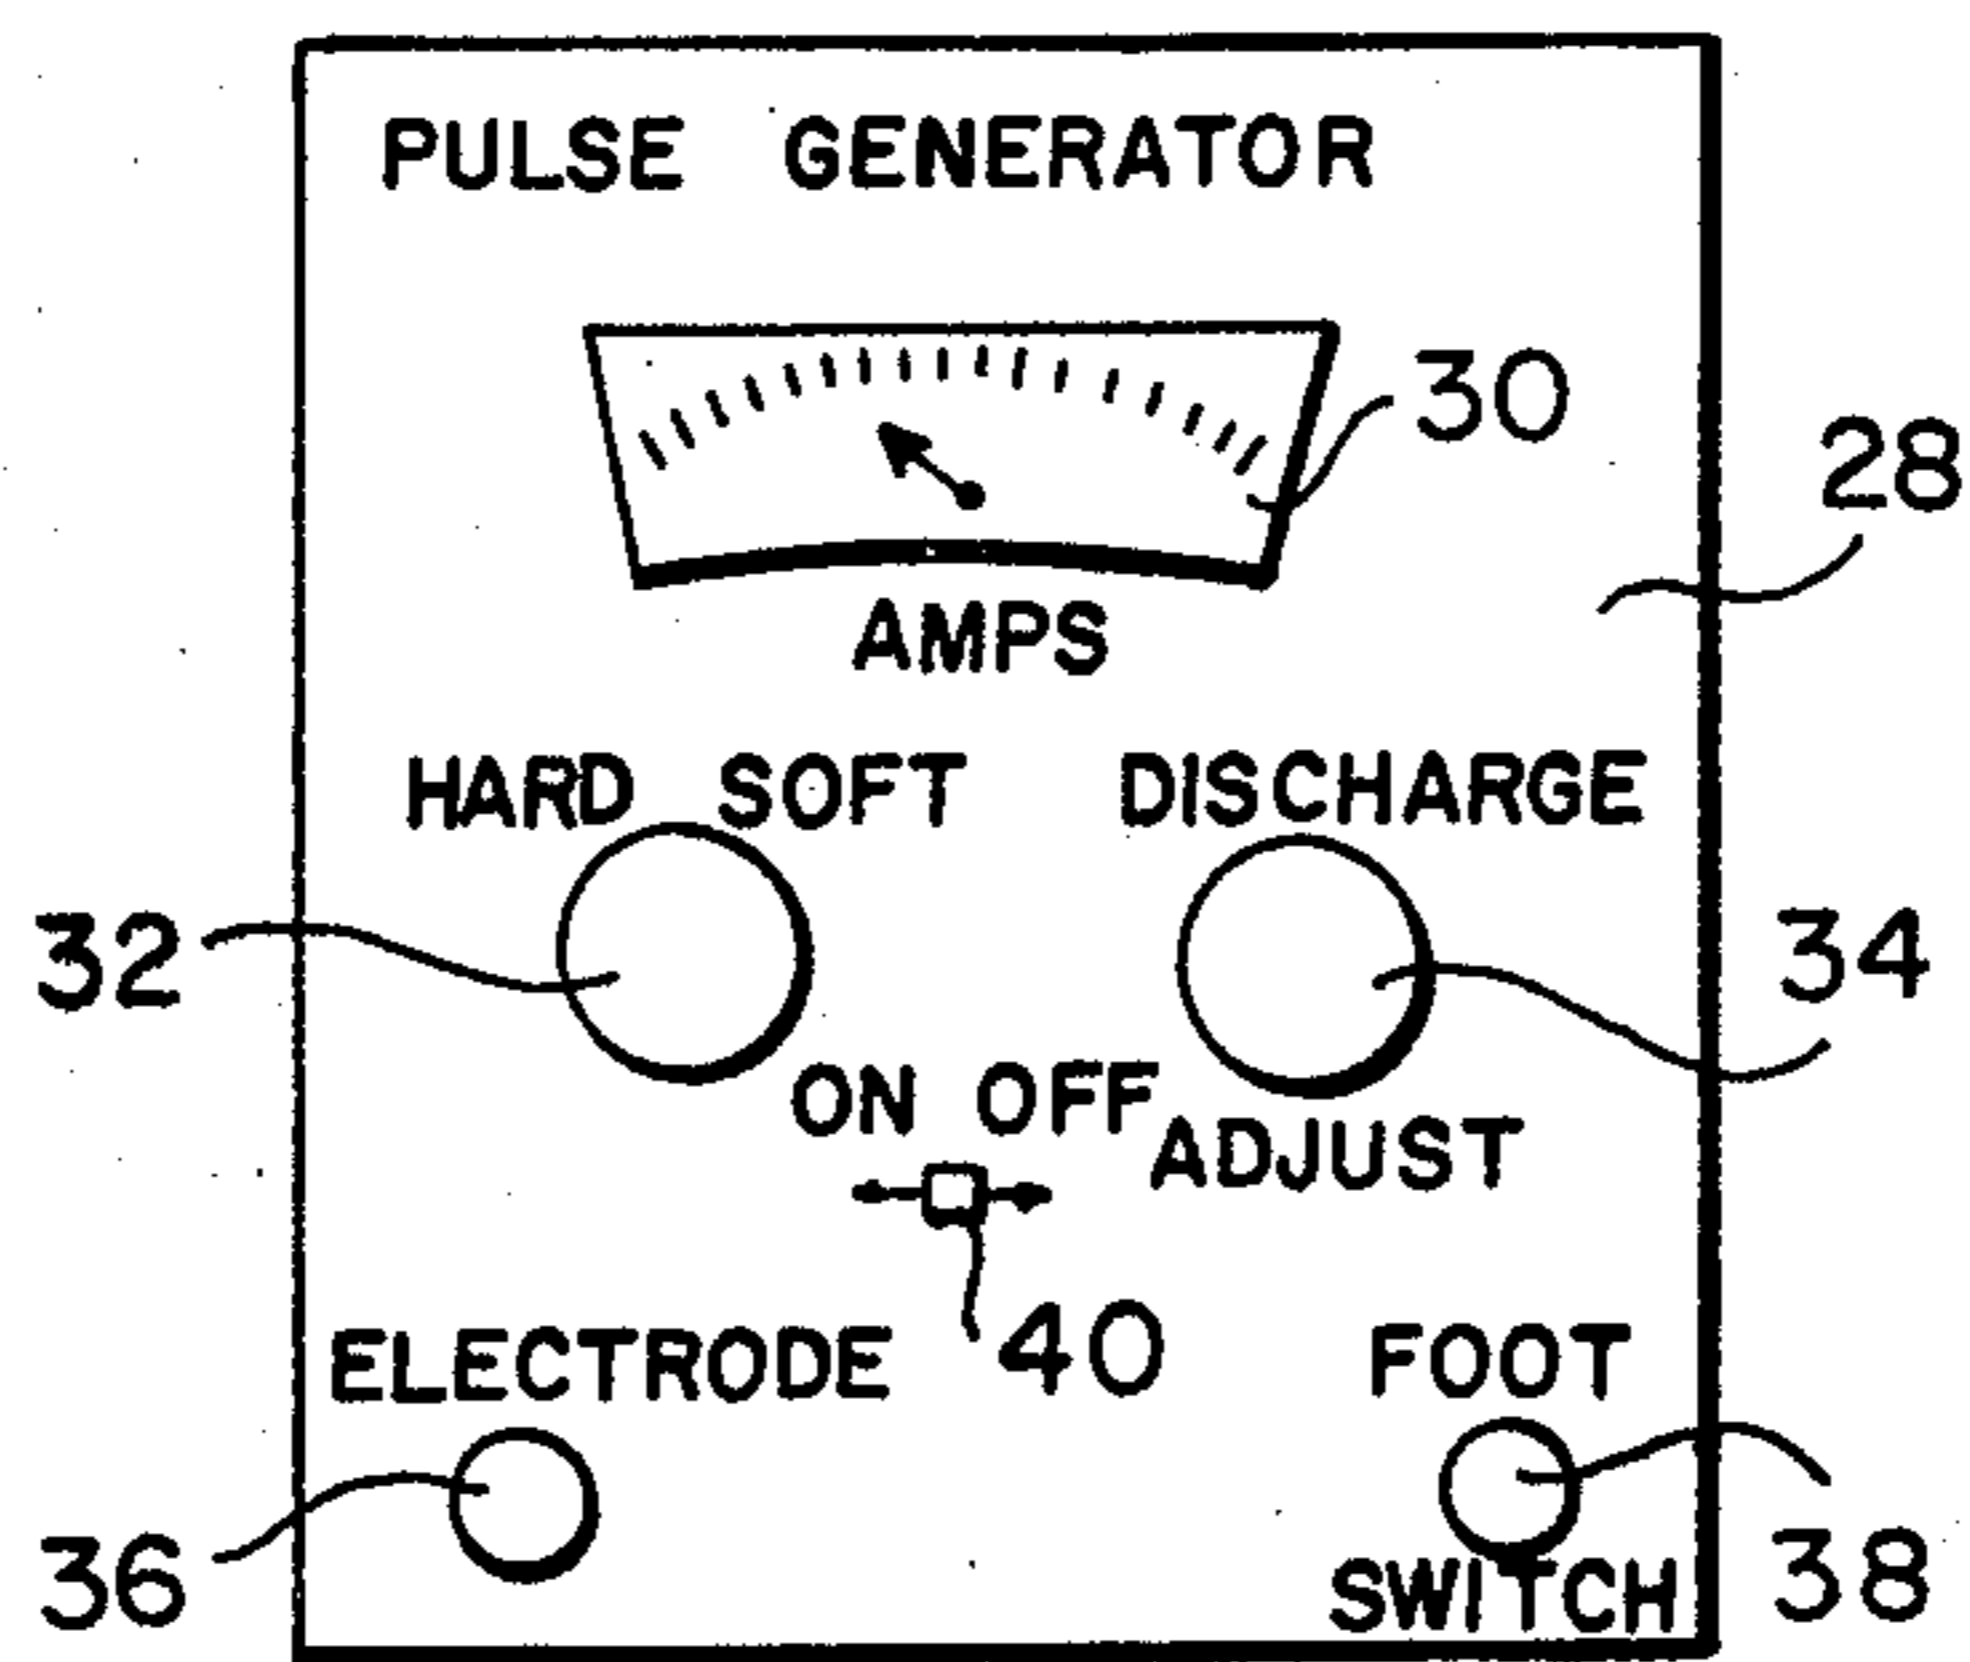 PULSE GENERATOR
30
28
AMPS
HARD SOFT DISCHARGE
32
34
ON OFF
ADJUST
40
ELECTRODE
FOOT
36
38
SWITCH